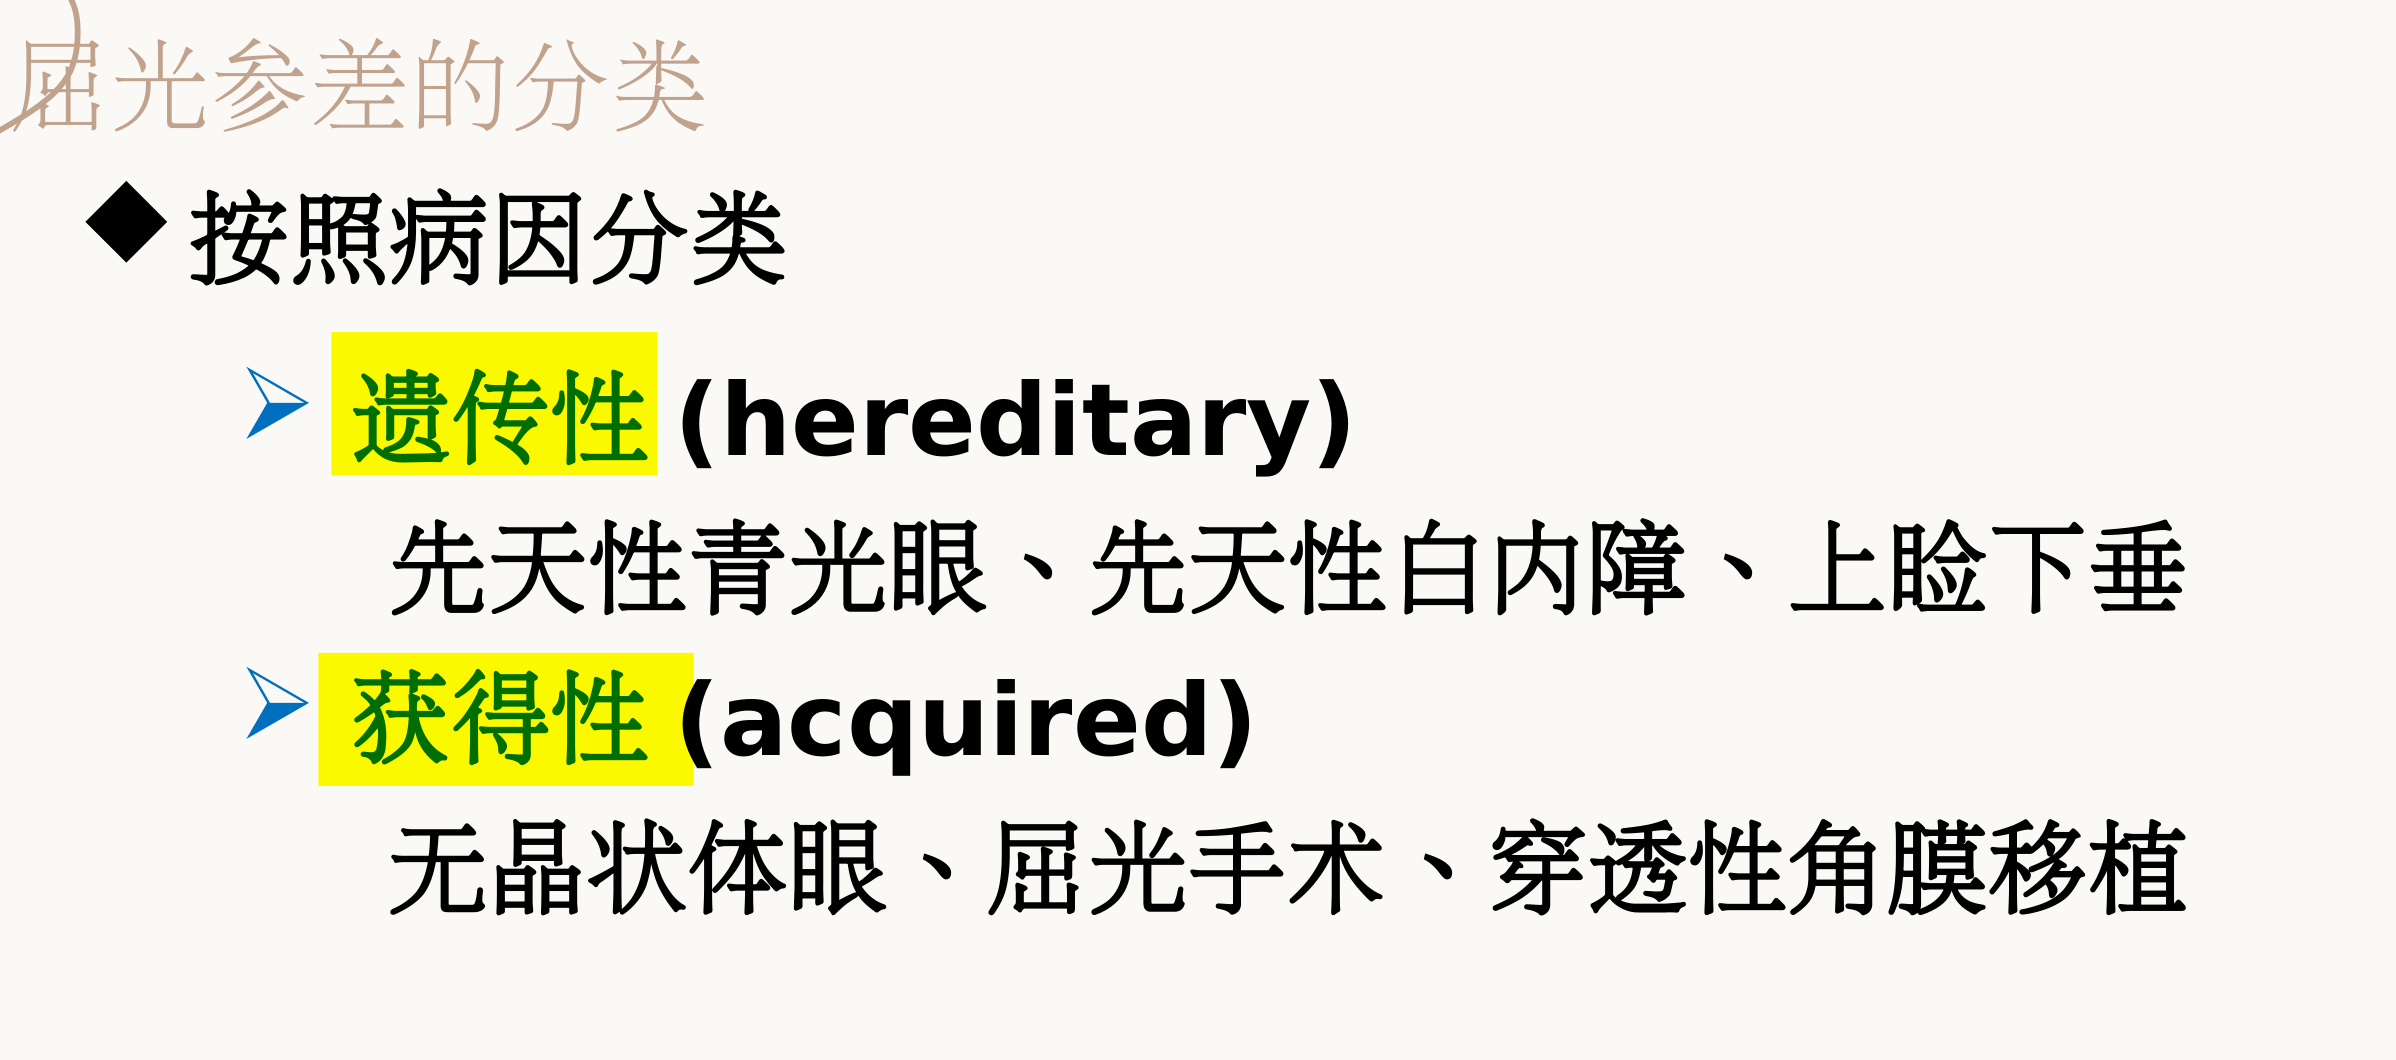 屈光参差的分类
按照病因分类
遗传性 (hereditary)
先天性青光眼、先天性白内障、上睑下垂
获得性 (acquired)
无晶状体眼、屈光手术、穿透性角膜移植